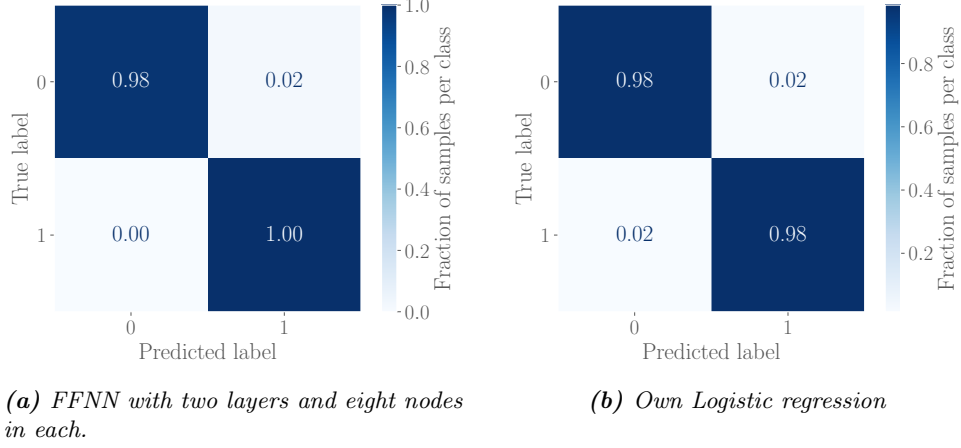 1.0
0
0.98
0.02
0.8
0.6
True label
Fraction of samples per class
0.4
1
0.00
1.00
0.2
0.0
0
1
Predicted label
0
0.98
0.02
0.8
0.6
True label
Fraction of samples per class
0.4
1
0.02
0.98
0.2
0
1
Predicted label
(a) FFNN with two layers and eight nodes
in each.
(b) Own Logistic regression